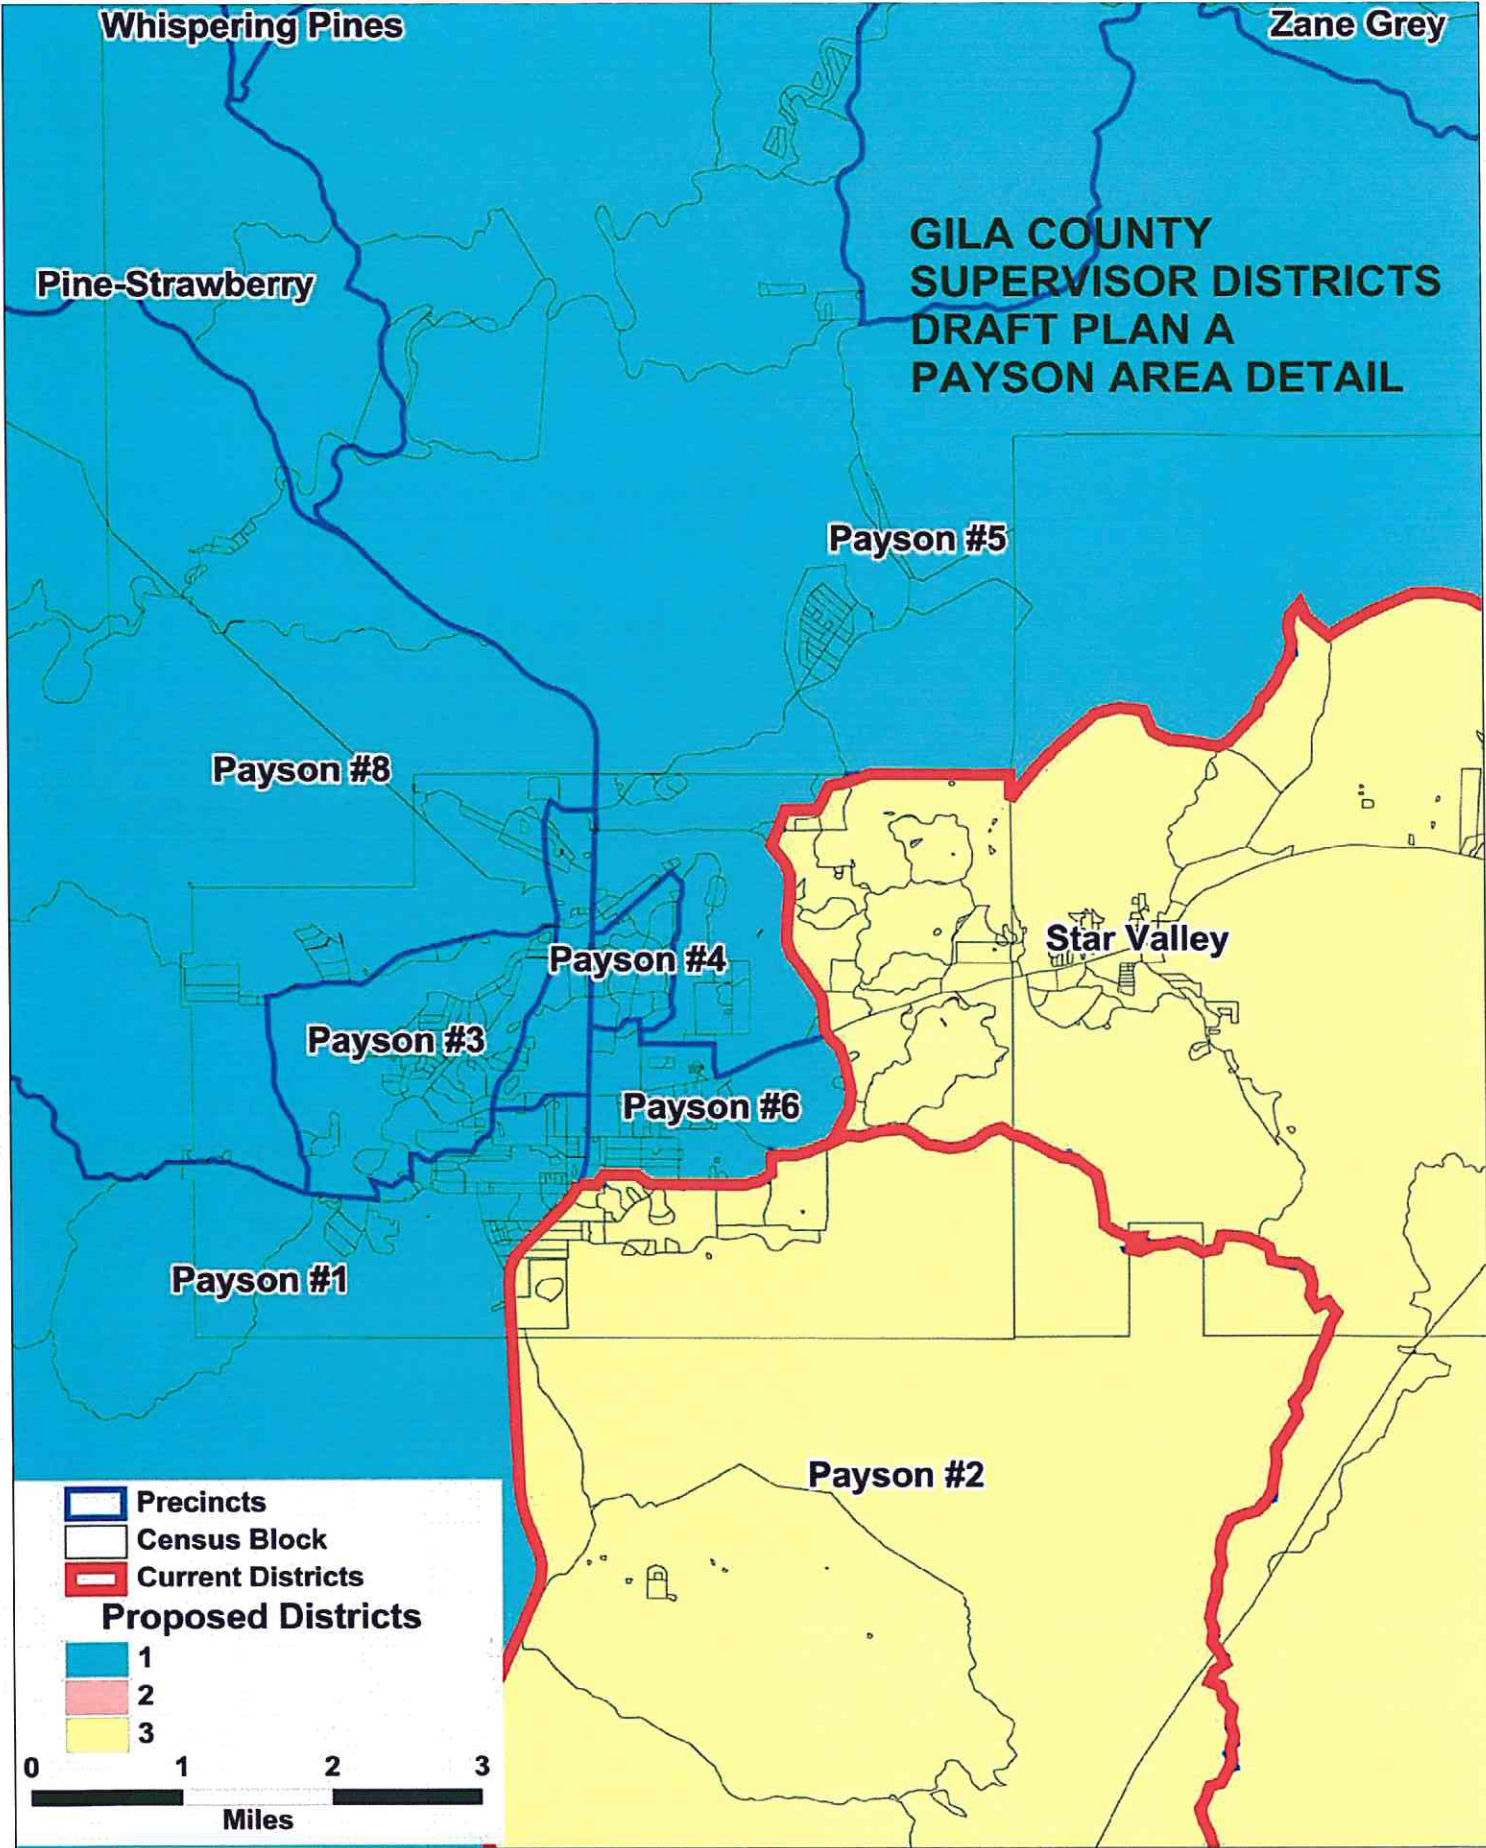 Whispering Pines
Zane Grey
GILA COUNTY
SUPERVISOR DISTRICTS
DRAFT PLAN A
PAYSON AREA DETAIL
Pine-Strawberry
Payson #5
Payson #8
Star Valley
Payson #4
Payson #3
Payson #6
Payson #1
Payson #2
Precincts
Census Block
Current Districts
Proposed Districts
1
2
3
0 1 2 3
Miles